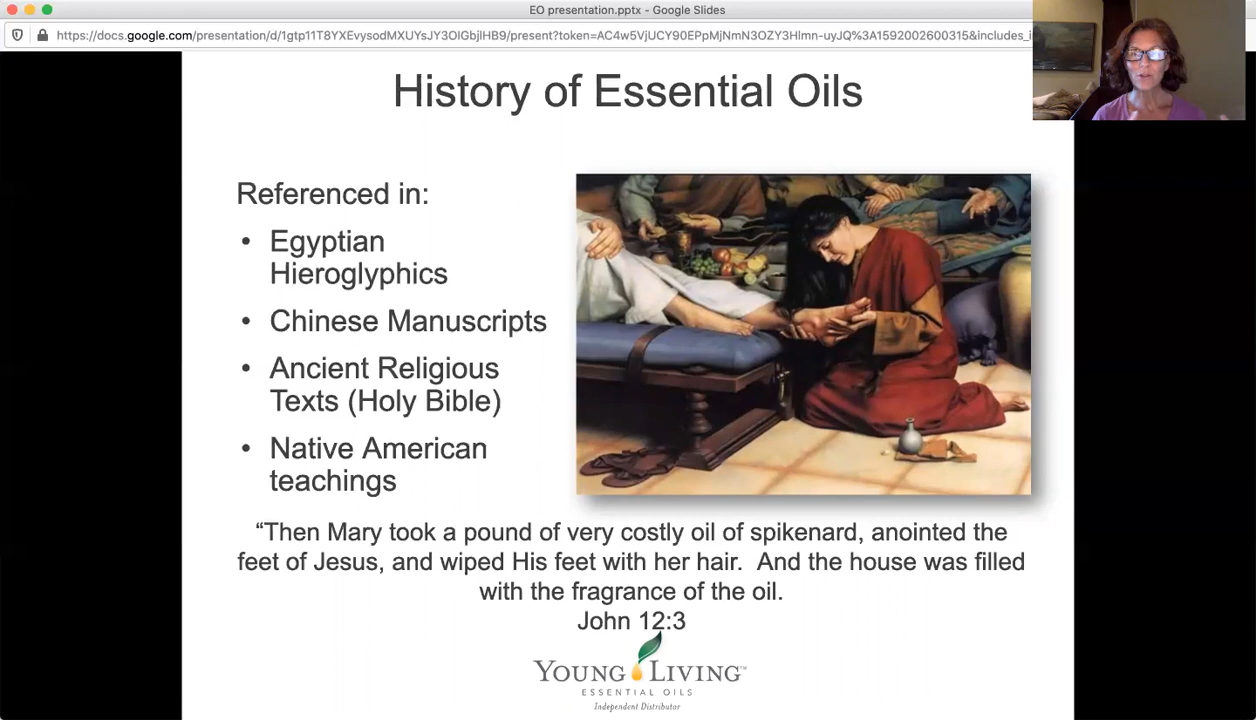 EO presentation.pptx - Google Slides
https://docs.google.com/presentation/d/1gtp11T8YXEvysodMXUYsJY3OlGbjlHB9/present?token=AC4w5VjUCY90EPpMjNmN3OZY3Hlmn-uyJQ%3A1592002600315&includes_i
History of Essential Oils
Referenced in:
• Egyptian
Hieroglyphics
• Chinese Manuscripts
• Ancient Religious
Texts (Holy Bible)
• Native American
teachings
“Then Mary took a pound of very costly oil of spikenard, anointed the
feet of Jesus, and wiped His feet with her hair.  And the house was filled
with the fragrance of the oil.
John 12:3
YOUNG LIVING™
ESSENTIAL OILS
Independent Distributor